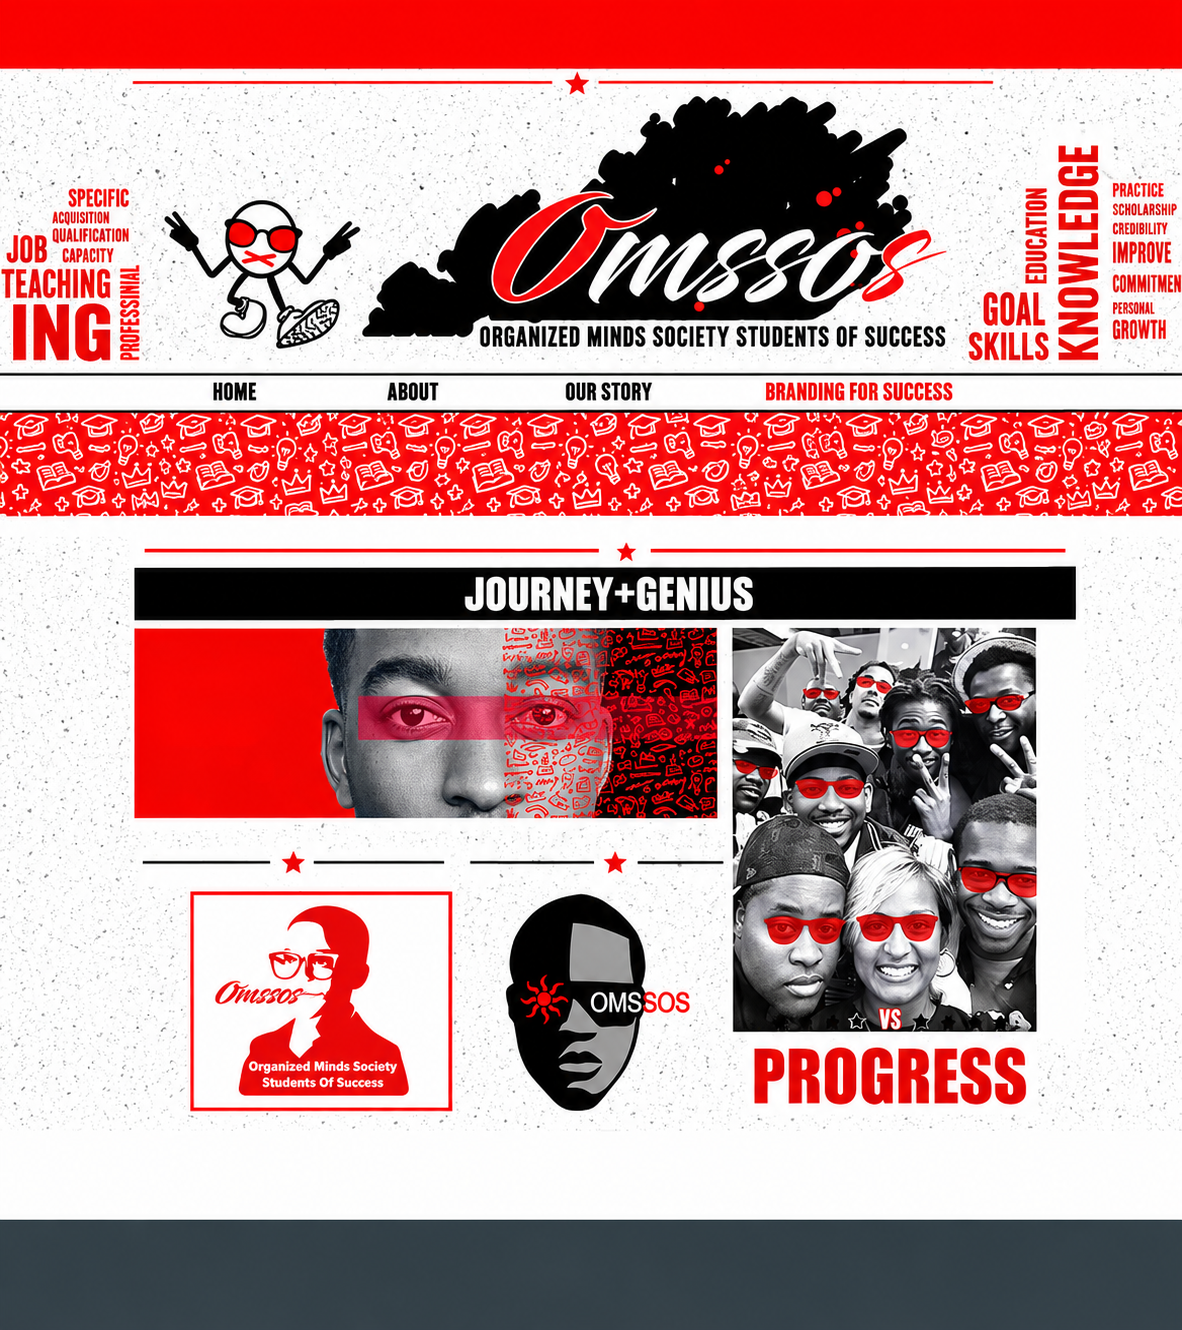 SPECIFIC
ACQUISITION
JOB QUALIFICATION
CAPACITY
TEACHING
ING
PROFESSINIAL
Omssos
ORGANIZED MINDS SOCIETY STUDENTS OF SUCCESS
EDUCATION
GOAL
SKILLS
KNOWLEDGE
PRACTICE
SCHOLARSHIP
CREDIBILITY
IMPROVE
COMMITMEN
PERSONAL
GROWTH
HOME ABOUT OUR STORY BRANDING FOR SUCCESS
JOURNEY+GENIUS
Omssos
Organized Minds Society
Students Of Success
OMSSOS
VS
PROGRESS